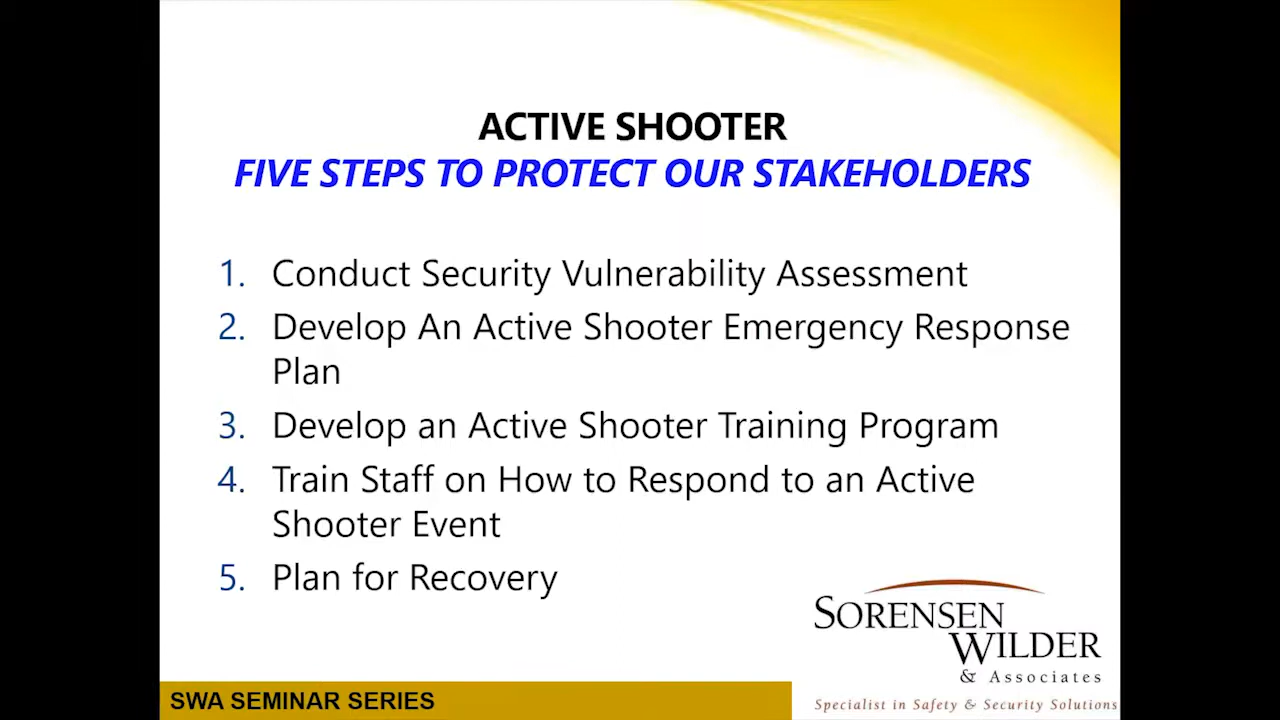 ACTIVE SHOOTER
FIVE STEPS TO PROTECT OUR STAKEHOLDERS
1. Conduct Security Vulnerability Assessment
2. Develop An Active Shooter Emergency Response
Plan
3. Develop an Active Shooter Training Program
4. Train Staff on How to Respond to an Active
Shooter Event
5. Plan for Recovery
SORENSEN
WILDER
& Associates
Specialist in Safety & Security Solutions
SWA SEMINAR SERIES